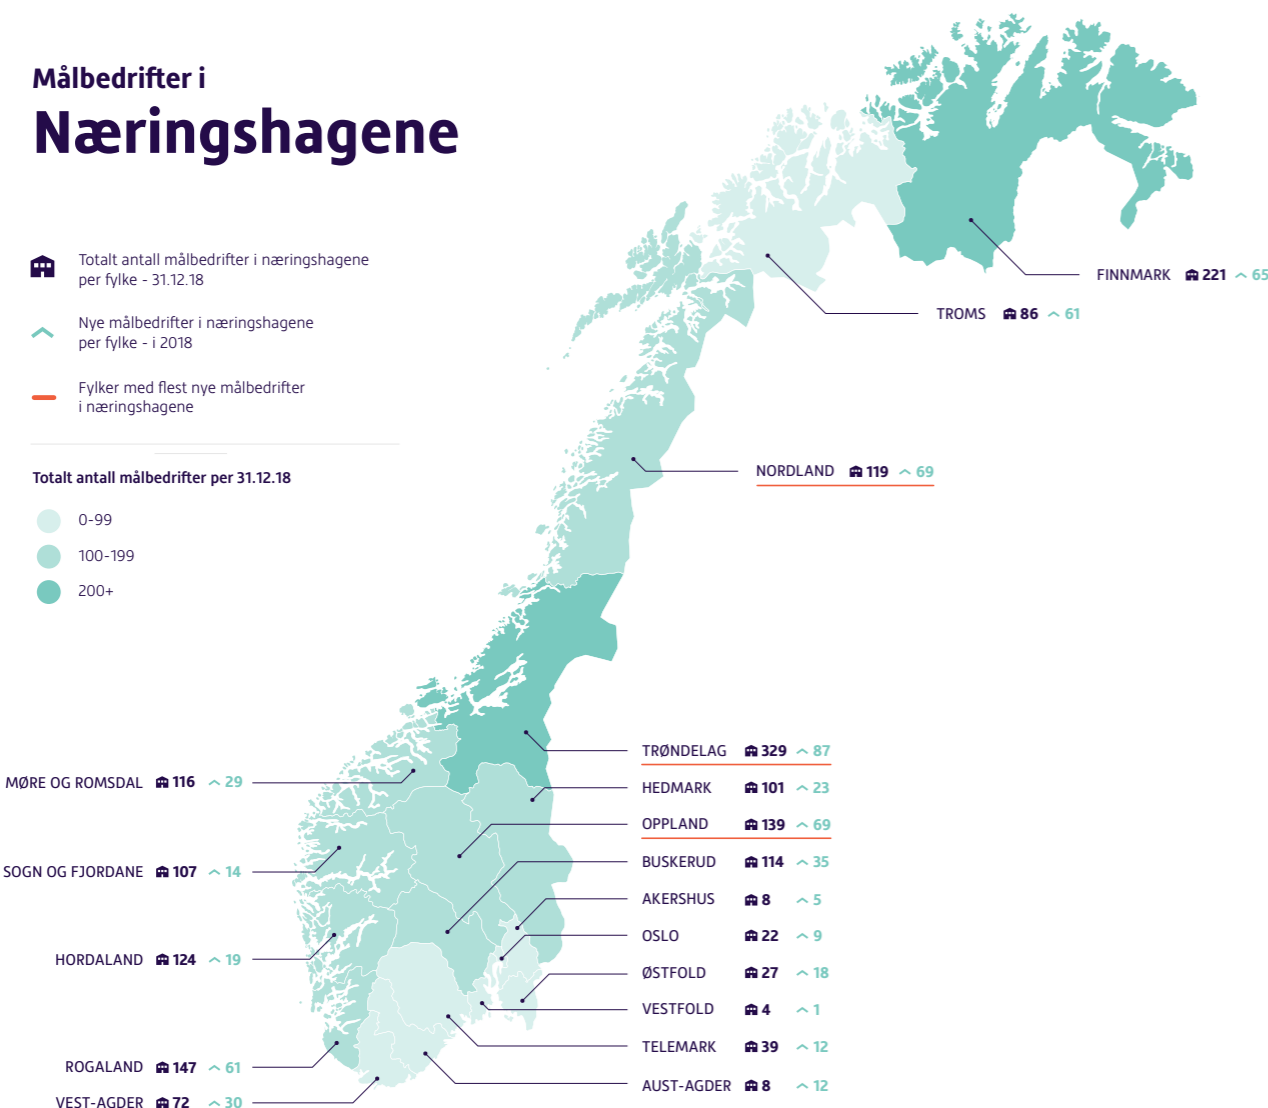 Målbedrifter i
Næringshagene
Totalt antall målbedrifter i næringshagene
per fylke - 31.12.18
Nye målbedrifter i næringshagene
per fylke - i 2018
Fylker med flest nye målbedrifter
i næringshagene
Totalt antall målbedrifter per 31.12.18
0-99
100-199
200+
FINNMARK 221 65
TROMS 86 61
NORDLAND 119 69
TRØNDELAG 329 87
HEDMARK 101 23
OPPLAND 139 69
BUSKERUD 114 35
AKERSHUS 8 5
OSLO 22 9
ØSTFOLD 27 18
VESTFOLD 4 1
TELEMARK 39 12
AUST-AGDER 8 12
MØRE OG ROMSDAL 116 29
SOGN OG FJORDANE 107 14
HORDALAND 124 19
ROGALAND 147 61
VEST-AGDER 72 30